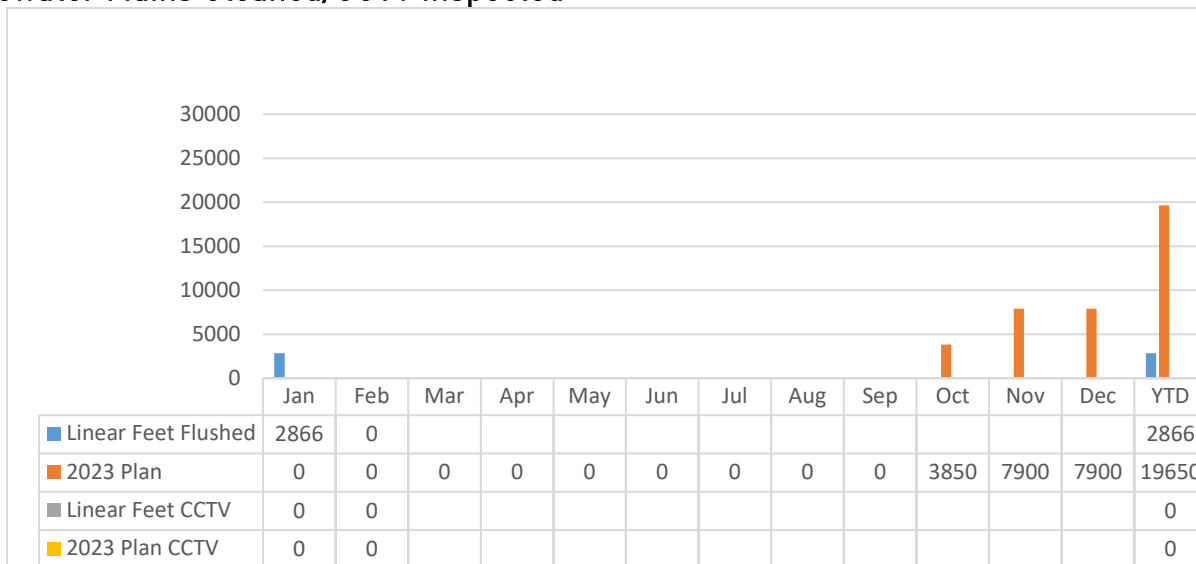 30000
25000
20000
15000
10000
5000
0
Jan Feb Mar Apr May Jun Jul Aug Sep Oct Nov Dec YTD
Linear Feet Flushed 2866 0 2866
2023 Plan 0 0 0 0 0 0 0 0 0 3850 7900 7900 19650
Linear Feet CCTV 0 0 0
2023 Plan CCTV 0 0 0